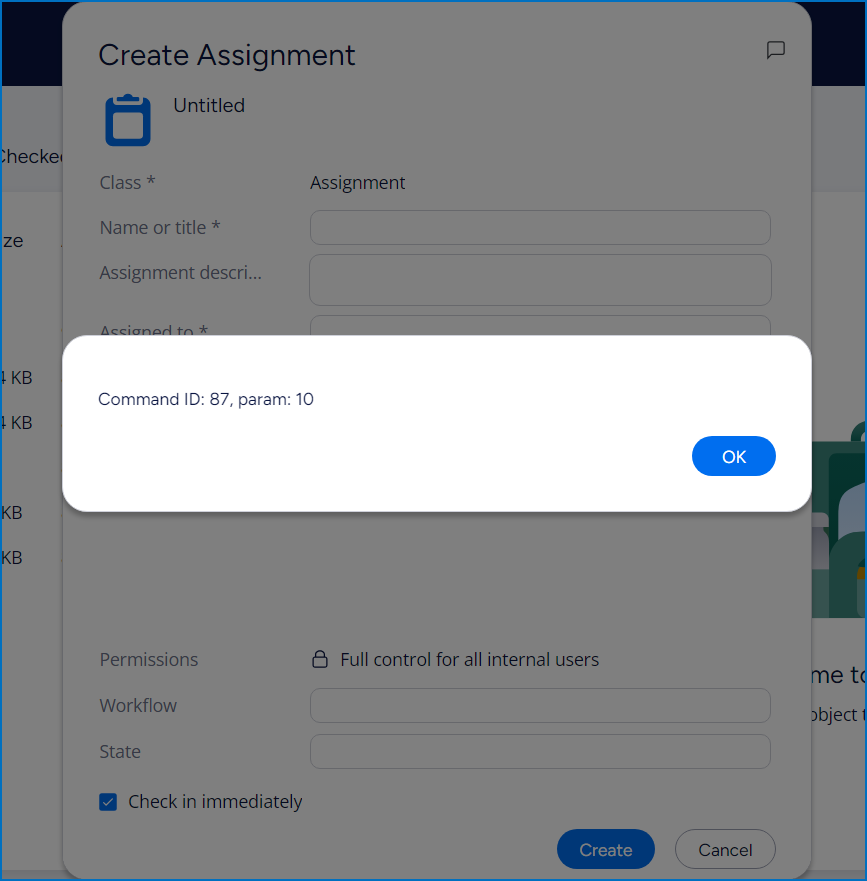 Create Assignment
Untitled
Checked
Class * Assignment
Name or title *
ze
Assignment descri...
Assigned to *
4 KB
Command ID: 87, param: 10
4 KB
OK
KB
KB
Permissions Full control for all internal users
me to
Workflow
object t
State
Check in immediately
Create Cancel